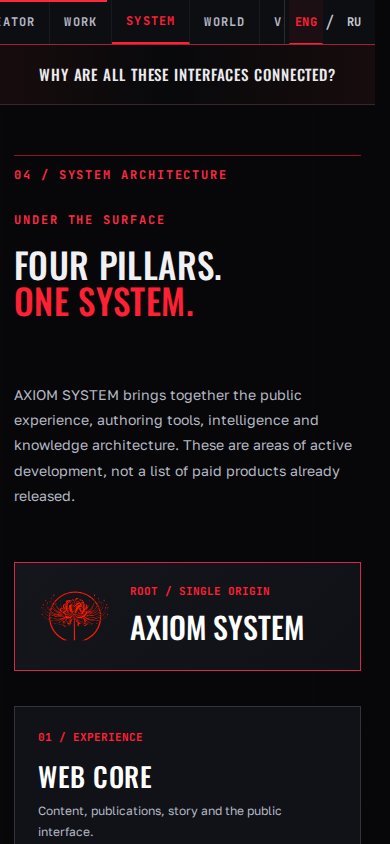 EATOR WORK SYSTEM WORLD V ENG / RU
WHY ARE ALL THESE INTERFACES CONNECTED?
04 / SYSTEM ARCHITECTURE
UNDER THE SURFACE
FOUR PILLARS.
ONE SYSTEM.
AXIOM SYSTEM brings together the public
experience, authoring tools, intelligence and
knowledge architecture. These are areas of active
development, not a list of paid products already
released.
ROOT / SINGLE ORIGIN
AXIOM SYSTEM
01 / EXPERIENCE
WEB CORE
Content, publications, story and the public
interface.